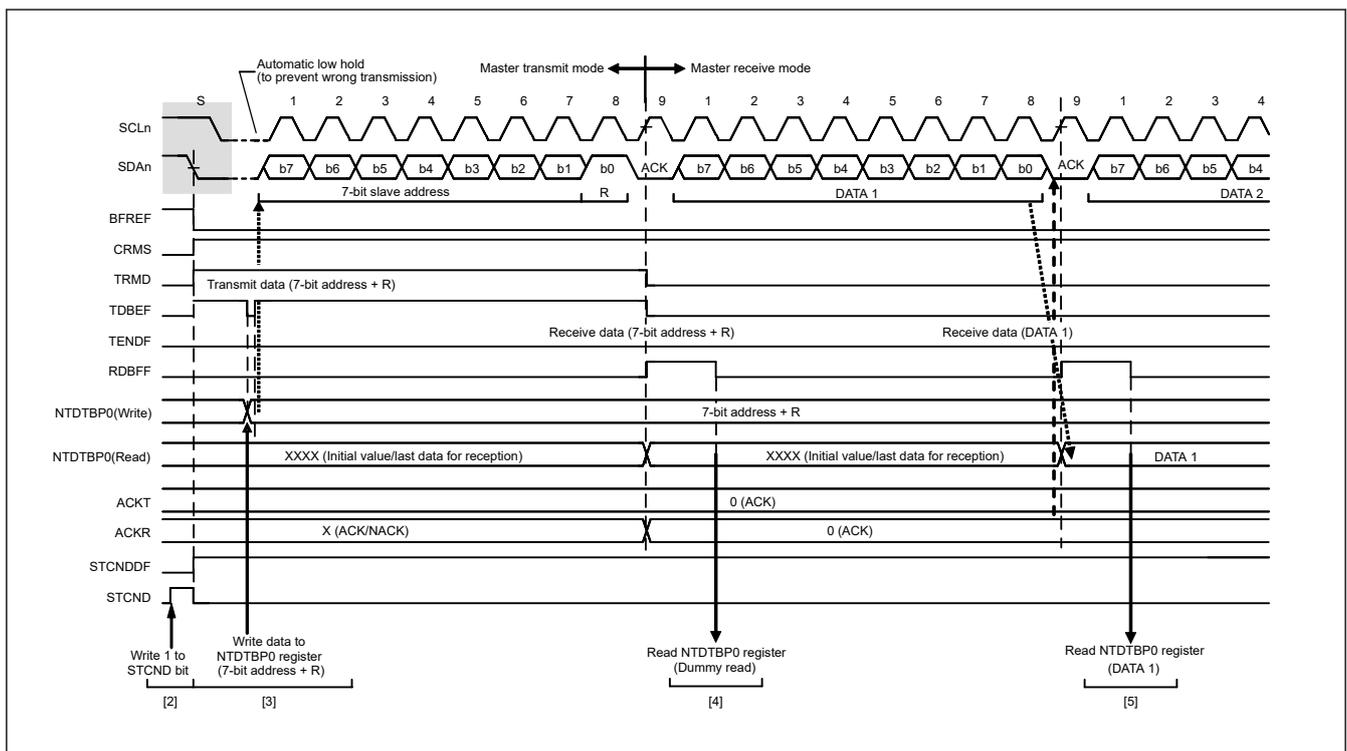 Automatic low hold
(to prevent wrong transmission)
Master transmit mode Master receive mode
S 1 2 3 4 5 6 7 8 9 1 2 3 4 5 6 7 8 9 1 2 3 4
SCLn
SDAn b7 b6 b5 b4 b3 b2 b1 b0 ACK b7 b6 b5 b4 b3 b2 b1 b0 ACK b7 b6 b5 b4
7-bit slave address R DATA 1 DATA 2
BFREF
CRMS
TRMD Transmit data (7-bit address + R)
TDBEF
TENDF Receive data (7-bit address + R) Receive data (DATA 1)
RDBFF
NTDTBP0(Write) 7-bit address + R
NTDTBP0(Read) XXXX (Initial value/last data for reception) XXXX (Initial value/last data for reception) DATA 1
ACKT 0 (ACK)
ACKR X (ACK/NACK) 0 (ACK)
STCNDDF
STCND
Write 1 to
STCND bit
Write data to
NTDTBP0 register
(7-bit address + R)
Read NTDTBP0 register
(Dummy read)
Read NTDTBP0 register
(DATA 1)
[2] [3] [4] [5]